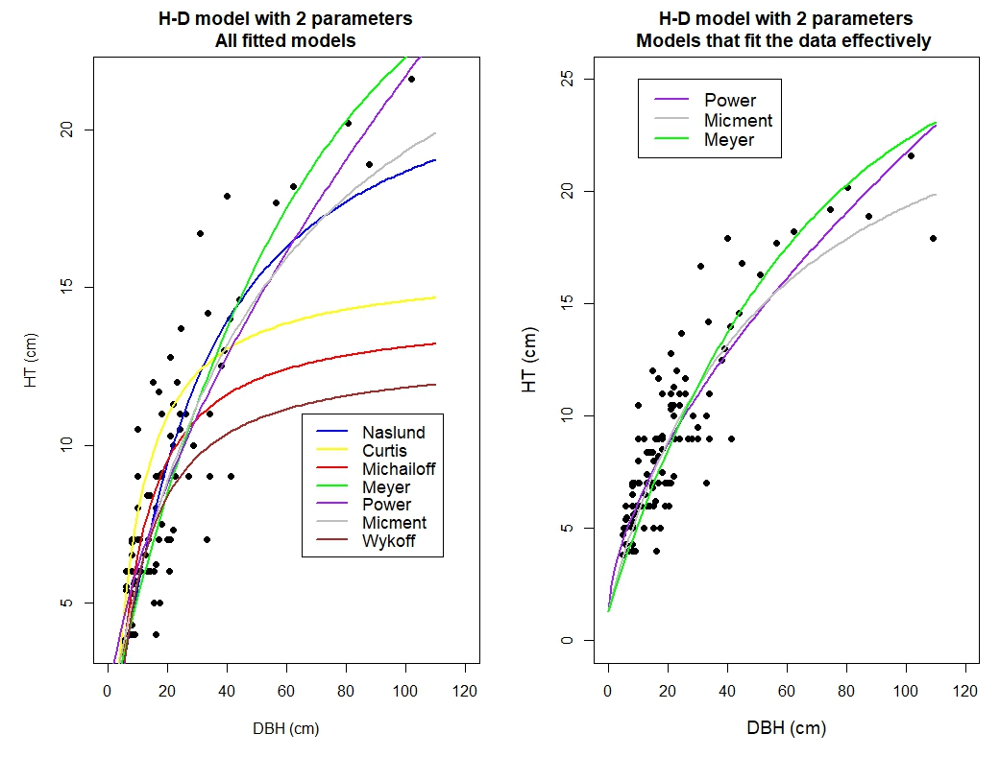 H-D model with 2 parameters
All fitted models
HT (cm)
20
15
10
5
Naslund
Curtis
Michailoff
Meyer
Power
Micment
Wykoff
0 20 40 60 80 100 120
DBH (cm)
H-D model with 2 parameters
Models that fit the data effectively
HT (cm)
25
20
15
10
5
0
Power
Micment
Meyer
0 20 40 60 80 100 120
DBH (cm)